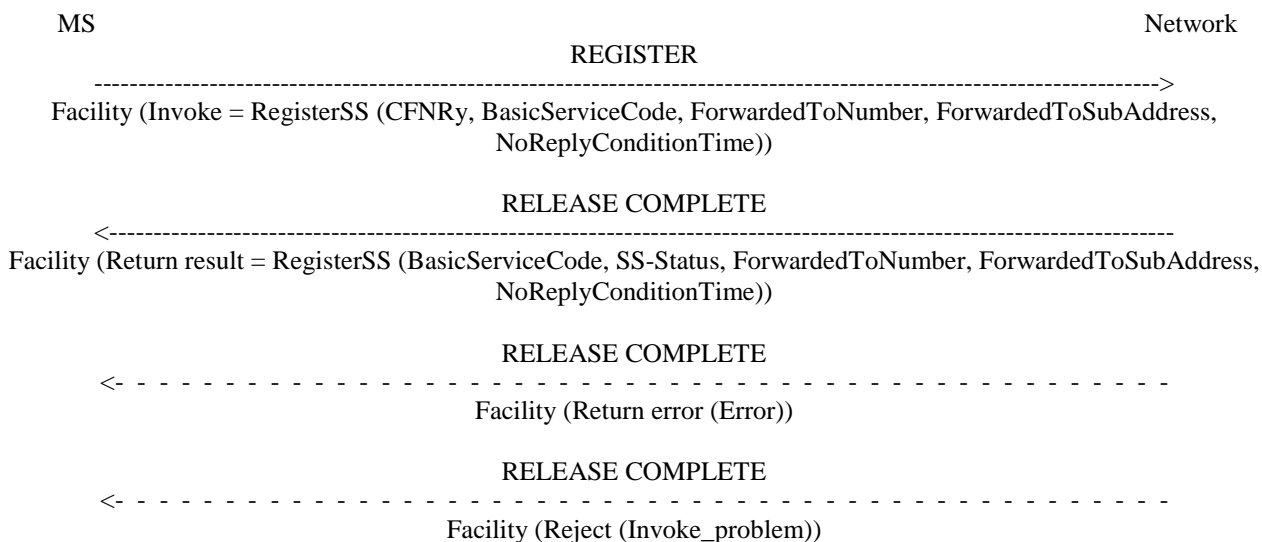 MS Network
REGISTER
------------------------------------------------------------------------------------------------------------------------>
Facility (Invoke = RegisterSS (CFNRy, BasicServiceCode, ForwardedToNumber, ForwardedToSubAddress,
NoReplyConditionTime))
RELEASE COMPLETE
<------------------------------------------------------------------------------------------------------------------------
Facility (Return result = RegisterSS (BasicServiceCode, SS-Status, ForwardedToNumber, ForwardedToSubAddress,
NoReplyConditionTime))
RELEASE COMPLETE
<- - - - - - - - - - - - - - - - - - - - - - - - - - - - - - - - - - - - - - - - - - - - - - - -
Facility (Return error (Error))
RELEASE COMPLETE
<- - - - - - - - - - - - - - - - - - - - - - - - - - - - - - - - - - - - - - - - - - - - - - - -
Facility (Reject (Invoke_problem))